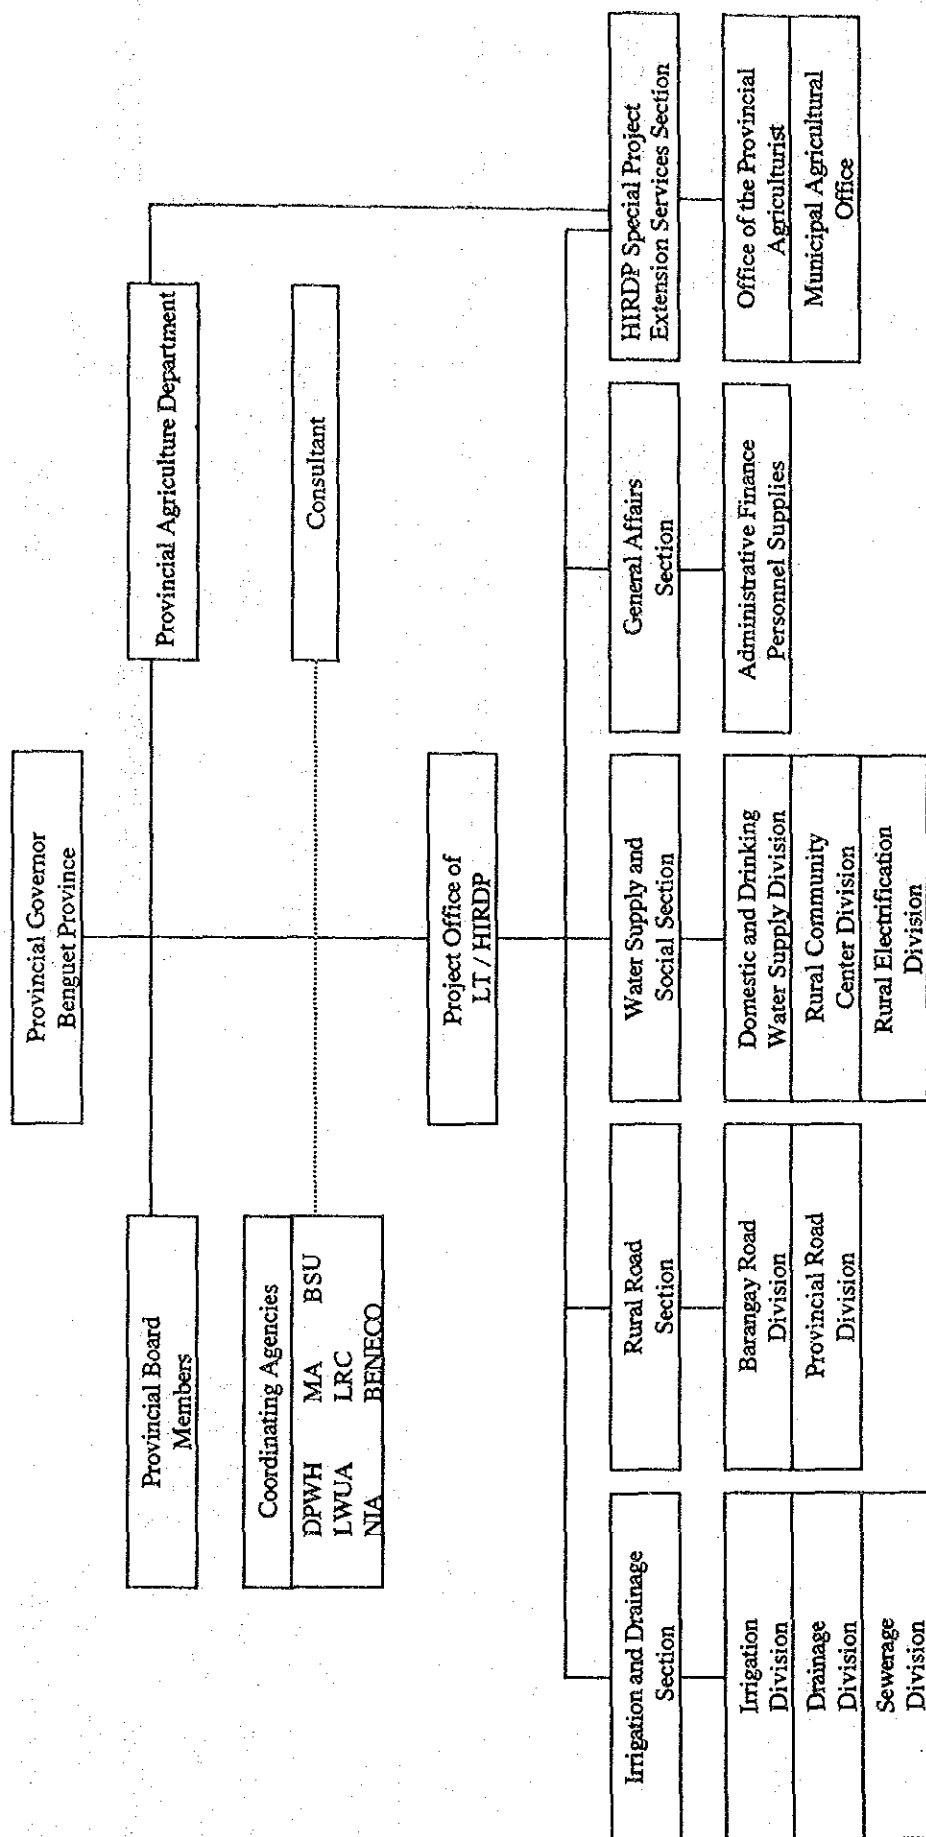 Provincial Governor
Benguet Province
Provincial Board
Members
Provincial Agriculture Department
Coordinating Agencies
DPWH MA BSU
LWUA LRC
NIA BENECO
Consultant
Project Office of
LT / HIRDP
Irrigation and Drainage
Section
Rural Road
Section
Water Supply and
Social Section
General Affairs
Section
HIRDP Special Project
Extension Services Section
Irrigation
Division
Drainage
Division
Sewerage
Division
Barangay Road
Division
Provincial Road
Division
Domestic and Drinking
Water Supply Division
Rural Community
Center Division
Rural Electrification
Division
Administrative Finance
Personnel Supplies
Office of the Provincial
Agriculturist
Municipal Agricultural
Office